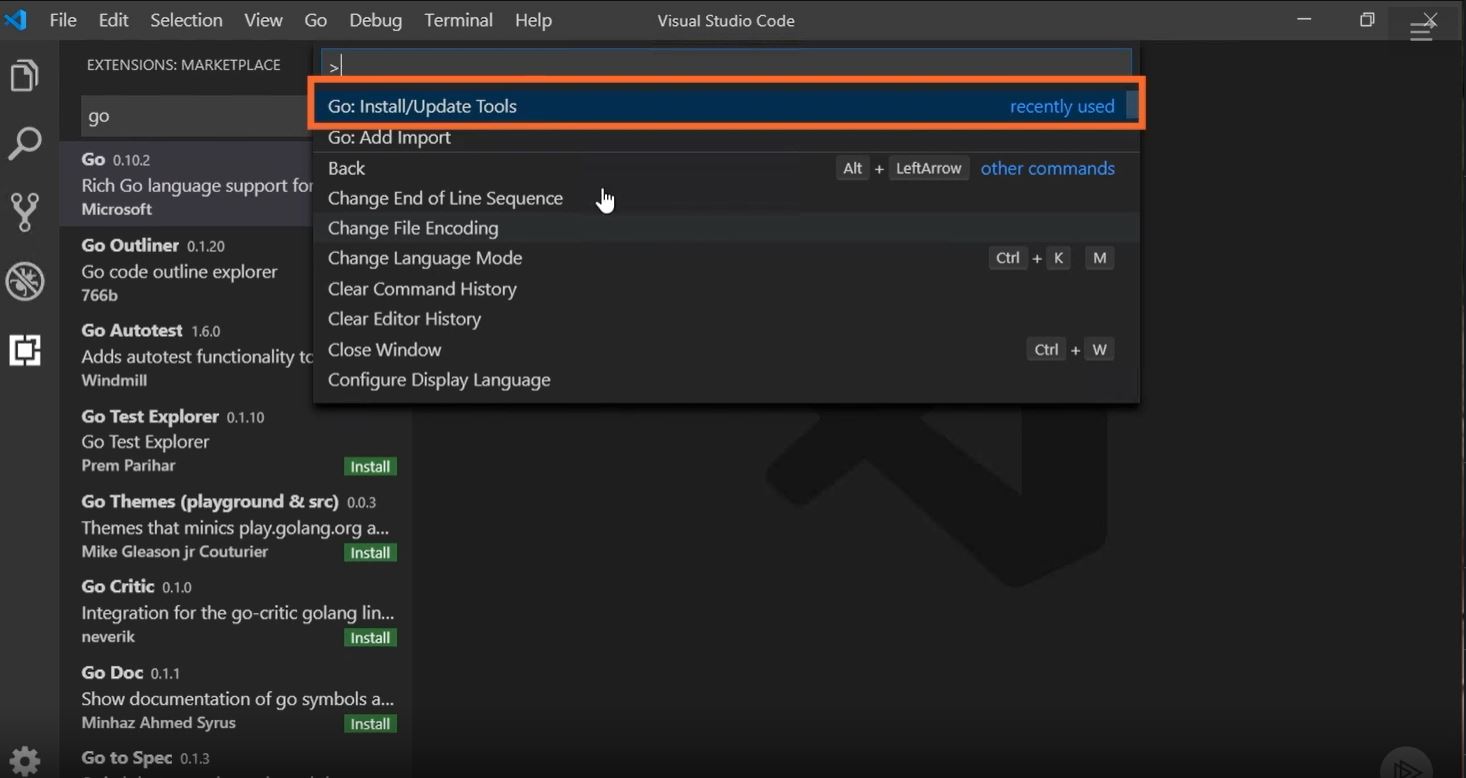 File Edit Selection View Go Debug Terminal Help Visual Studio Code
EXTENSIONS: MARKETPLACE
go
Go 0.10.2
Rich Go language support for
Microsoft
Go Outliner 0.1.20
Go code outline explorer
766b
Go Autotest 1.6.0
Adds autotest functionality to
Windmill
Go Test Explorer 0.1.10
Go Test Explorer
Prem Parihar Install
Go Themes (playground & src) 0.0.3
Themes that minics play.golang.org a...
Mike Gleason jr Couturier Install
Go Critic 0.1.0
Integration for the go-critic golang lin...
neverik Install
Go Doc 0.1.1
Show documentation of go symbols a...
Minhaz Ahmed Syrus Install
Go to Spec 0.1.3
>
Go: Install/Update Tools recently used
Go: Add Import
Back Alt + LeftArrow other commands
Change End of Line Sequence
Change File Encoding
Change Language Mode Ctrl + K M
Clear Command History
Clear Editor History
Close Window Ctrl + W
Configure Display Language